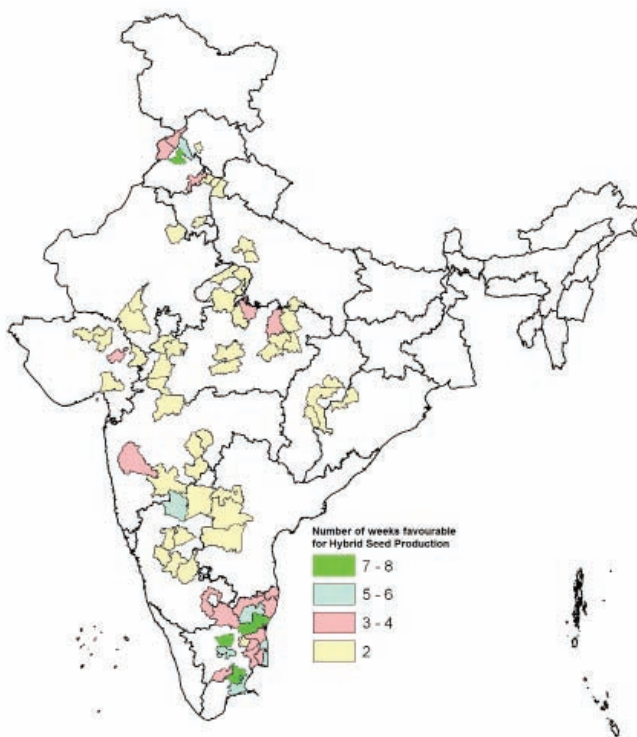 Number of weeks favourable
for Hybrid Seed Production
7 - 8
5 - 6
3 - 4
2